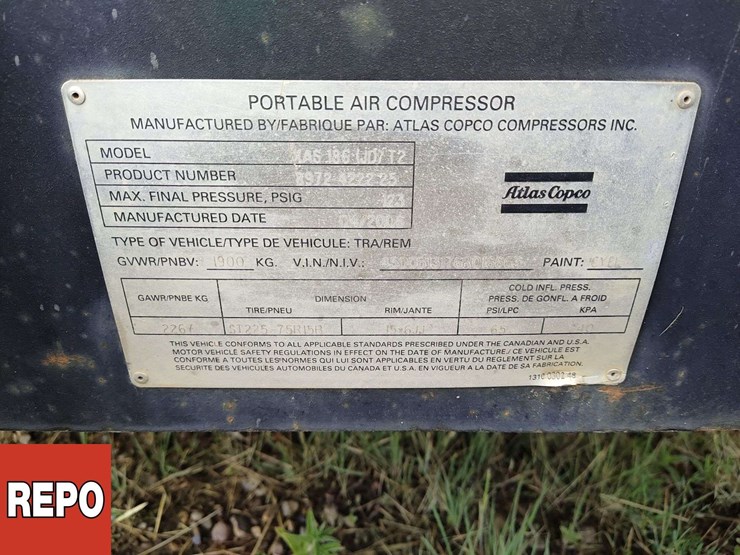 PORTABLE AIR COMPRESSOR
MANUFACTURED BY/FABRIQUE PAR: ATLAS COPCO COMPRESSORS INC.
MODEL
PRODUCT NUMBER
MAX. FINAL PRESSURE, PSIG
MANUFACTURED DATE
Atlas Copco
TYPE OF VEHICLE/TYPE DE VEHICULE: TRA/REM
GVWR/PNBV: 1900 KG. V.I.N./N.I.V.: PAINT:
GAWR/PNBE KG DIMENSION COLD INFL. PRESS.
PRESS. DE GONFL. A FROID
TIRE/PNEU RIM/JANTE PSI/LPC KPA
2267 65
THIS VEHICLE CONFORMS TO ALL APPLICABLE STANDARDS PRESCRIBED UNDER THE CANADIAN AND U.S.A.
MOTOR VEHICLE SAFETY REGULATIONS IN EFFECT ON THE DATE OF MANUFACTURE./ CE VEHICULE EST
CONFORME A TOUTES LES NORMES QUI LUI SONT APPLICABLES EN VERTU DU REGLEMENT SUR LA
SECURITE DES VEHICULES AUTOMOBILES DU CANADA ET U.S.A. EN VIGUEUR A LA DATE DE SA FABRICATION.
REPO